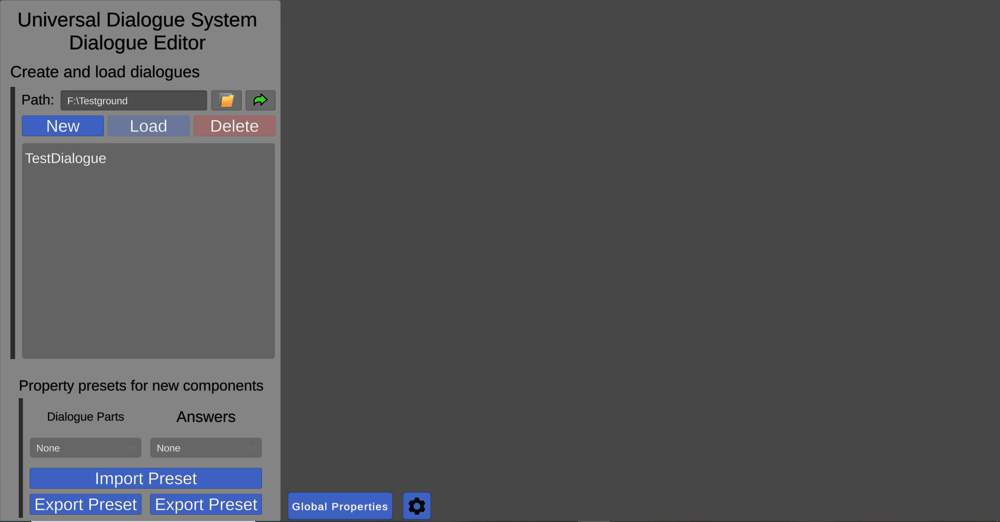 Universal Dialogue System
Dialogue Editor
Create and load dialogues
Path:
F:\Testground
New
Load
Delete
TestDialogue
Property presets for new components
Dialogue Parts
Answers
None
None
Import Preset
Export Preset
Export Preset
Global Properties